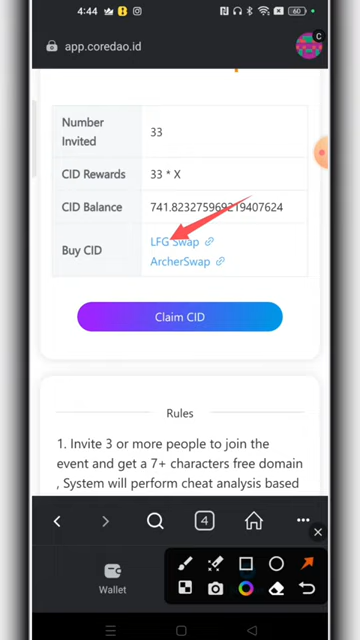 4:44
60
app.coredao.id
C
Number Invited
33
CID Rewards
33 * X
CID Balance
741.823275969219407624
Buy CID
LFG Swap
ArcherSwap
Claim CID
Rules
1. Invite 3 or more people to join the
event and get a 7+ characters free domain
, System will perform cheat analysis based
4
Wallet